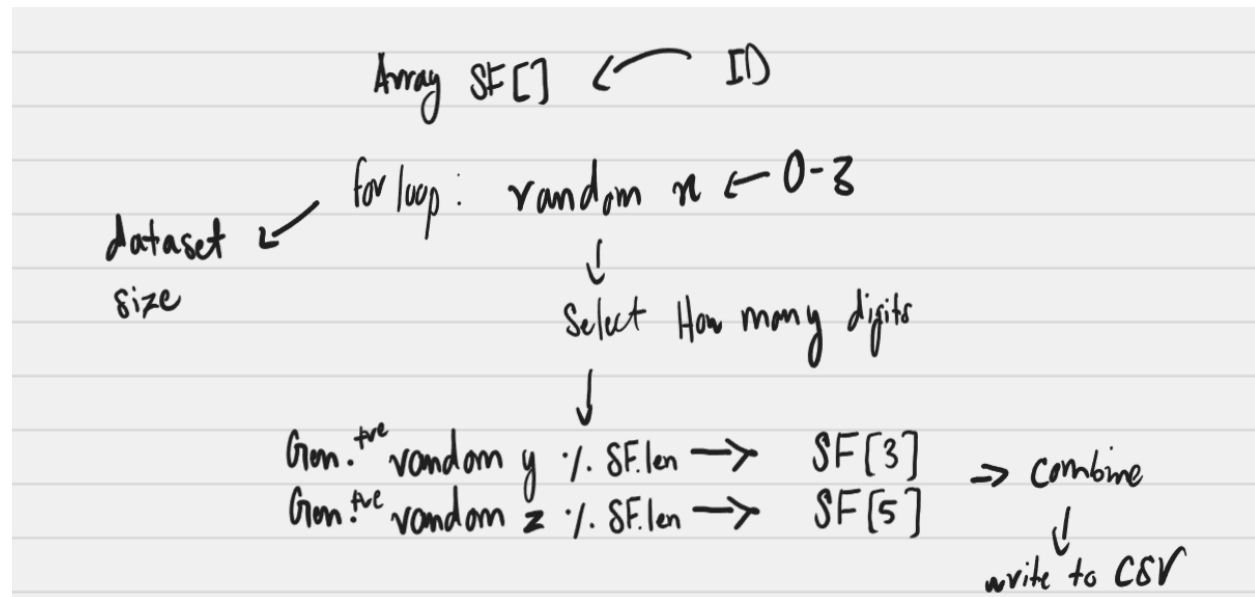 Array SF[] ← ID
for loop: random n ← 0-3
dataset size
↓
Select How many digits
↓
Gen. +ve random y % SF.len → SF[3]
Gen. +ve random z % SF.len → SF[5]
→ Combine
↓
write to CSV